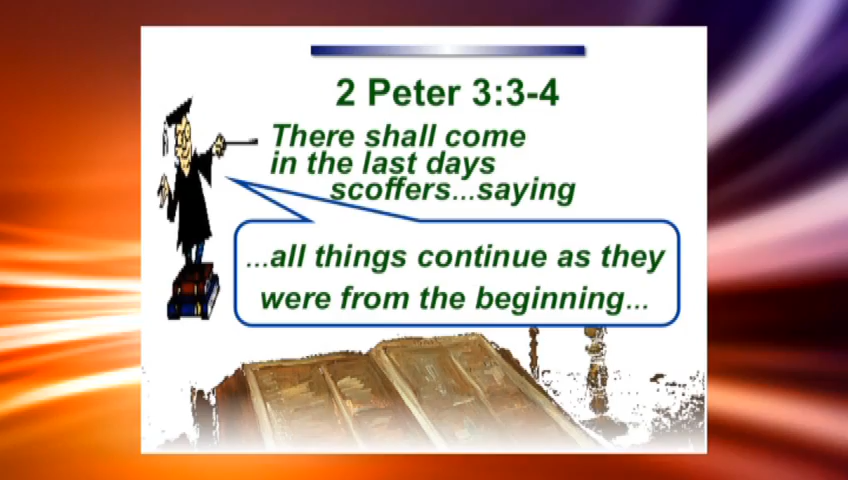 2 Peter 3:3-4
There shall come
in the last days
scoffers...saying
...all things continue as they
were from the beginning...